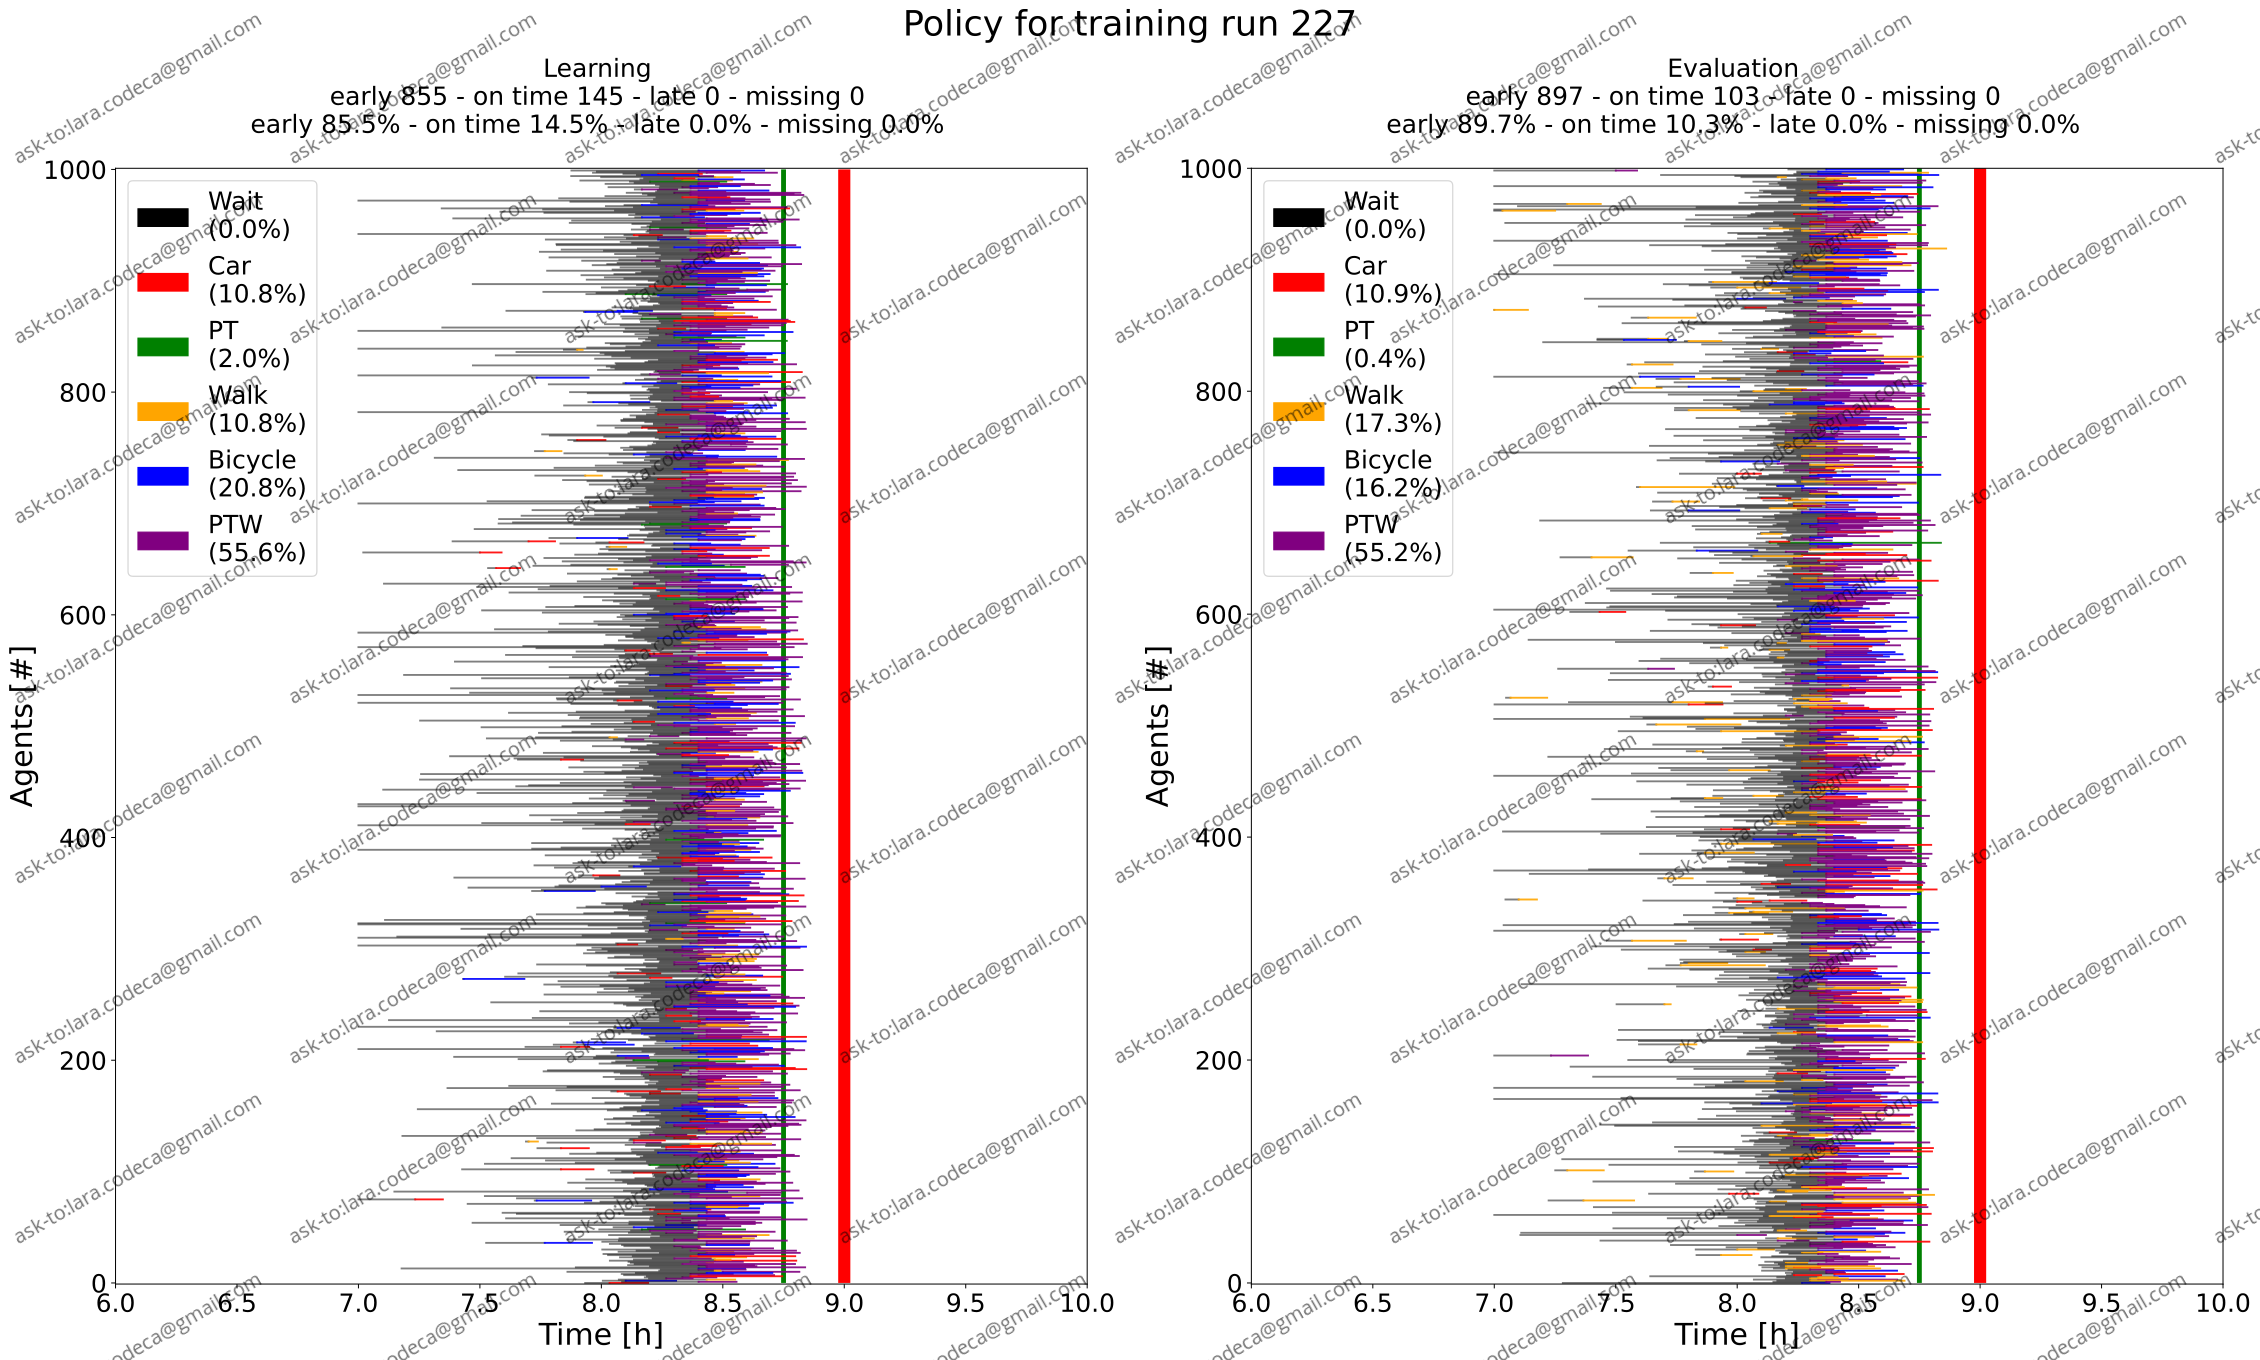 Policy for training run 227
Learning
early 855 - on time 145 - late 0 - missing 0
early 85.5% - on time 14.5% - late 0.0% - missing 0.0%
1000
800
600
400
200
0
Agents [#]
Wait
(0.0%)
Car
(10.8%)
PT
(2.0%)
Walk
(10.8%)
Bicycle
(20.8%)
PTW
(55.6%)
6.0 6.5 7.0 7.5 8.0 8.5 9.0 9.5 10.0
Time [h]
Evaluation
early 897 - on time 103 - late 0 - missing 0
early 89.7% - on time 10.3% - late 0.0% - missing 0.0%
1000
800
600
400
200
0
Agents [#]
Wait
(0.0%)
Car
(10.9%)
PT
(0.4%)
Walk
(17.3%)
Bicycle
(16.2%)
PTW
(55.2%)
6.0 6.5 7.0 7.5 8.0 8.5 9.0 9.5 10.0
Time [h]
ask-to:lara.codeca@gmail.com